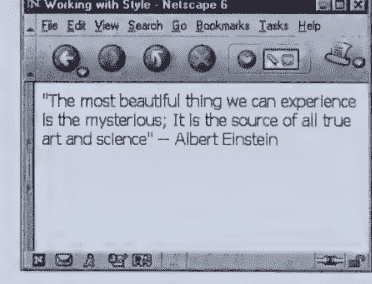 Working with Style - Netscape 6
File Edit View Search Go Bookmarks Tasks Help
"The most beautiful thing we can experience
is the mysterious; It is the source of all true
art and science" -- Albert Einstein